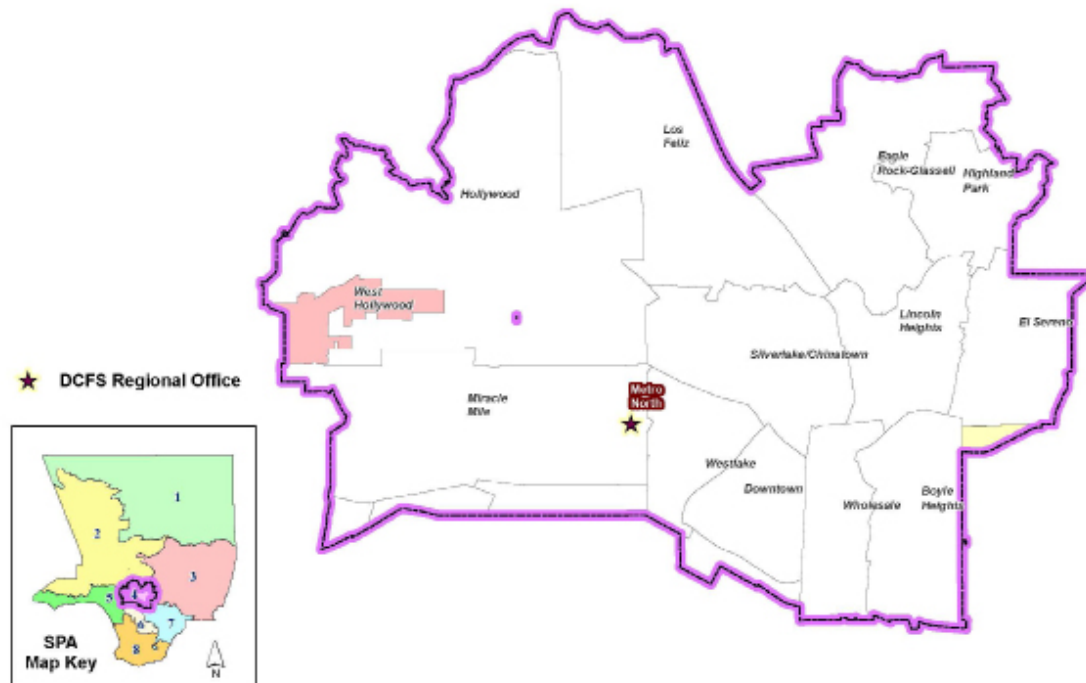 Los
Feliz
Eagle
Rock-Glassell
Highland
Park
Hollywood
West
Hollywood
Lincoln
Heights
El Sereno
Silverlake/Chinatown
DCFS Regional Office
Metro
North
Miracle
Mile
Westlake
Downtown
Wholesale
Boyle
Heights
1
2
3
4
5
6
7
8
SPA
Map Key
N